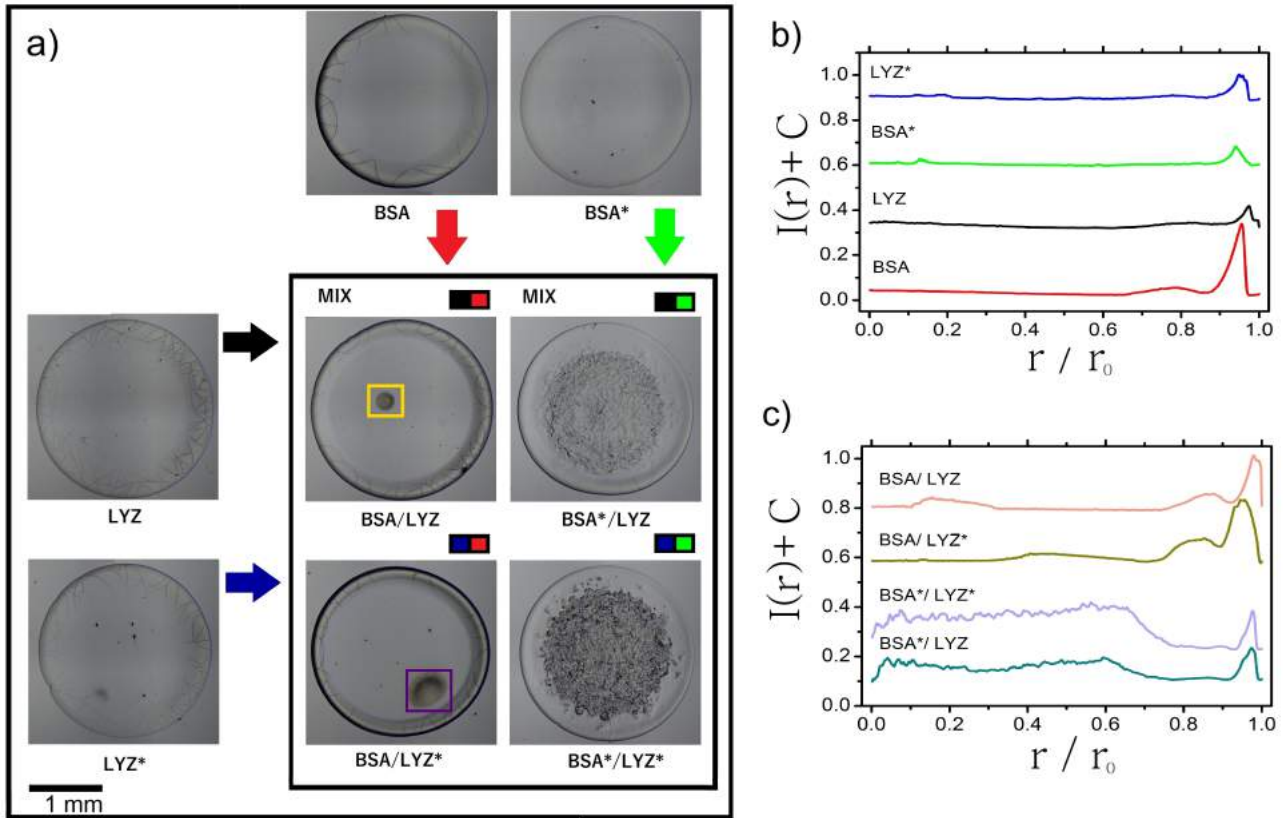 a)
BSA
BSA*
MIX
MIX
LYZ
BSA/LYZ
BSA*/LYZ
LYZ*
BSA/LYZ*
BSA*/LYZ*
1 mm
b)
I(r)+ C
1.0
0.8
0.6
0.4
0.2
0.0
LYZ*
BSA*
LYZ
BSA
0.0 0.2 0.4 0.6 0.8 1.0
r / r₀
c)
I(r)+ C
1.0
0.8
0.6
0.4
0.2
0.0
BSA/ LYZ
BSA/ LYZ*
BSA*/ LYZ*
BSA*/ LYZ
0.0 0.2 0.4 0.6 0.8 1.0
r / r₀